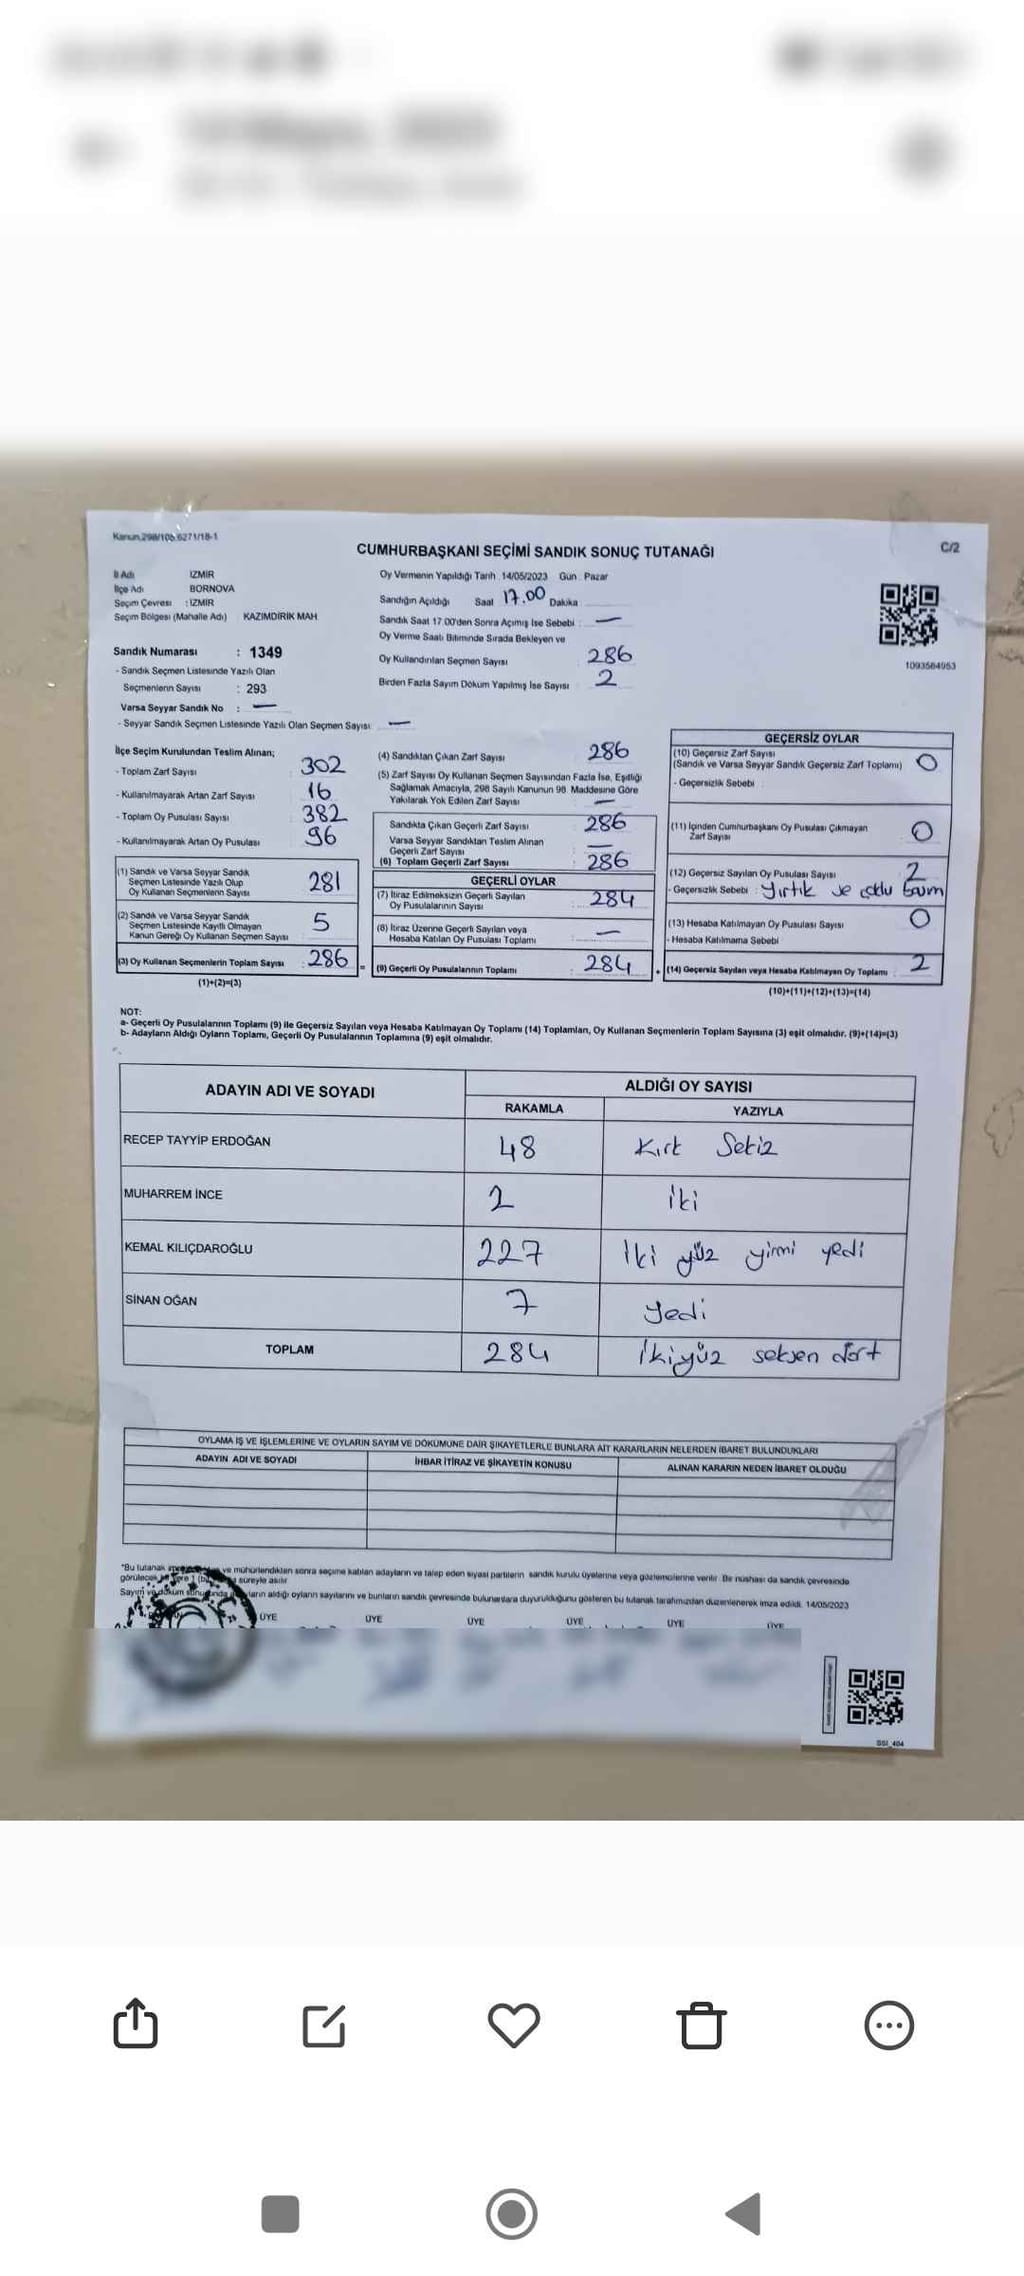 Kanun.298/105.6271/18-1
C/2
CUMHURBAŞKANI SEÇİMİ SANDIK SONUÇ TUTANAĞI
İl Adı İZMİR
İlçe Adı BORNOVA
Seçim Çevresi : İZMİR
Seçim Bölgesi (Mahalle Adı) KAZIMDİRİK MAH
Sandık Numarası : 1349
- Sandık Seçmen Listesinde Yazılı Olan
Seçmenlerin Sayısı : 293
Varsa Seyyar Sandık No : —
- Seyyar Sandık Seçmen Listesinde Yazılı Olan Seçmen Sayısı —
Oy Vermenin Yapıldığı Tarih 14/05/2023 Gün Pazar
Sandığın Açıldığı Saat 17.00 Dakika
Sandık Saat 17.00'den Sonra Açımış İse Sebebi : —
Oy Verme Saati Bitiminde Sırada Bekleyen ve
Oy Kullandırılan Seçmen Sayısı 286
Birden Fazla Sayım Döküm Yapılmış İse Sayısı : 2
1093584953
İlçe Seçim Kurulundan Teslim Alınan;
- Toplam Zarf Sayısı 302
- Kullanılmayarak Artan Zarf Sayısı 16
- Toplam Oy Pusulası Sayısı 382
- Kullanılmayarak Artan Oy Pusulası 96
(1) Sandık ve Varsa Seyyar Sandık
Seçmen Listesinde Yazılı Olup
Oy Kullanan Seçmenlerin Sayısı 281
(2) Sandık ve Varsa Seyyar Sandık
Seçmen Listesinde Kayıtlı Olmayan
Kanun Gereği Oy Kullanan Seçmen Sayısı 5
(3) Oy Kullanan Seçmenlerin Toplam Sayısı : 286
(1)+(2)=(3)
=
(4) Sandıktan Çıkan Zarf Sayısı : 286
(5) Zarf Sayısı Oy Kullanan Seçmen Sayısından Fazla İse, Eşitliği
Sağlamak Amacıyla, 298 Sayılı Kanunun 98. Maddesine Göre
Yakılarak Yok Edilen Zarf Sayısı : —
Sandıkta Çıkan Geçerli Zarf Sayısı : 286
Varsa Seyyar Sandıktan Teslim Alınan
Geçerli Zarf Sayısı : —
(6) Toplam Geçerli Zarf Sayısı : 286
GEÇERLİ OYLAR
(7) İtiraz Edilmeksizin Geçerli Sayılan
Oy Pusulalarının Sayısı : 284
(8) İtiraz Üzerine Geçerli Sayılan veya
Hesaba Katılan Oy Pusulası Toplamı : —
(9) Geçerli Oy Pusulalarının Toplamı : 284
+
GEÇERSİZ OYLAR
(10) Geçersiz Zarf Sayısı
(Sandık ve Varsa Seyyar Sandık Geçersiz Zarf Toplamı) 0
- Geçersizlik Sebebi :
(11) İçinden Cumhurbaşkanı Oy Pusulası Çıkmayan
Zarf Sayısı 0
(12) Geçersiz Sayılan Oy Pusulası Sayısı 2
- Geçersizlik Sebebi : Yırtık ve çoklu basım
(13) Hesaba Katılmayan Oy Pusulası Sayısı 0
- Hesaba Katılmama Sebebi
(14) Geçersiz Sayılan veya Hesaba Katılmayan Oy Toplamı : 2
(10)+(11)+(12)+(13)=(14)
NOT:
a- Geçerli Oy Pusulalarının Toplamı (9) ile Geçersiz Sayılan veya Hesaba Katılmayan Oy Toplamı (14) Toplamları, Oy Kullanan Seçmenlerin Toplam Sayısına (3) eşit olmalıdır. (9)+(14)=(3)
b- Adayların Aldığı Oyların Toplamı, Geçerli Oy Pusulalarının Toplamına (9) eşit olmalıdır.
ADAYIN ADI VE SOYADI
ALDIĞI OY SAYISI
RAKAMLA YAZIYLA
RECEP TAYYİP ERDOĞAN 48 Kırk Sekiz
MUHARREM İNCE 2 iki
KEMAL KILIÇDAROĞLU 227 İki yüz yirmi yedi
SİNAN OĞAN 7 yedi
TOPLAM 284 İkiyüz seksen dört
OYLAMA İŞ VE İŞLEMLERİNE VE OYLARIN SAYIM VE DÖKÜMÜNE DAİR ŞİKAYETLERLE BUNLARA AİT KARARLARIN NELERDEN İBARET BULUNDUKLARI
ADAYIN ADI VE SOYADI İHBAR İTİRAZ VE ŞİKAYETİN KONUSU ALINAN KARARIN NEDEN İBARET OLDUĞU
*Bu tutanak ve mühürlendikten sonra seçime katılan adayların ve talep eden siyasi partilerin sandık kurulu üyelerine veya gözlemcilerine verilir. Bir nüshası da sandık çevresinde
görülecek süreyle asılır
Sayım ve döküm aldığı oyların sayılarını ve bunların sandık çevresinde bulunanlara duyurulduğunu gösteren bu tutanak tarafımızdan düzenlenerek imza edildi. 14/05/2023
ÜYE ÜYE ÜYE ÜYE ÜYE ÜYE
SSI_404